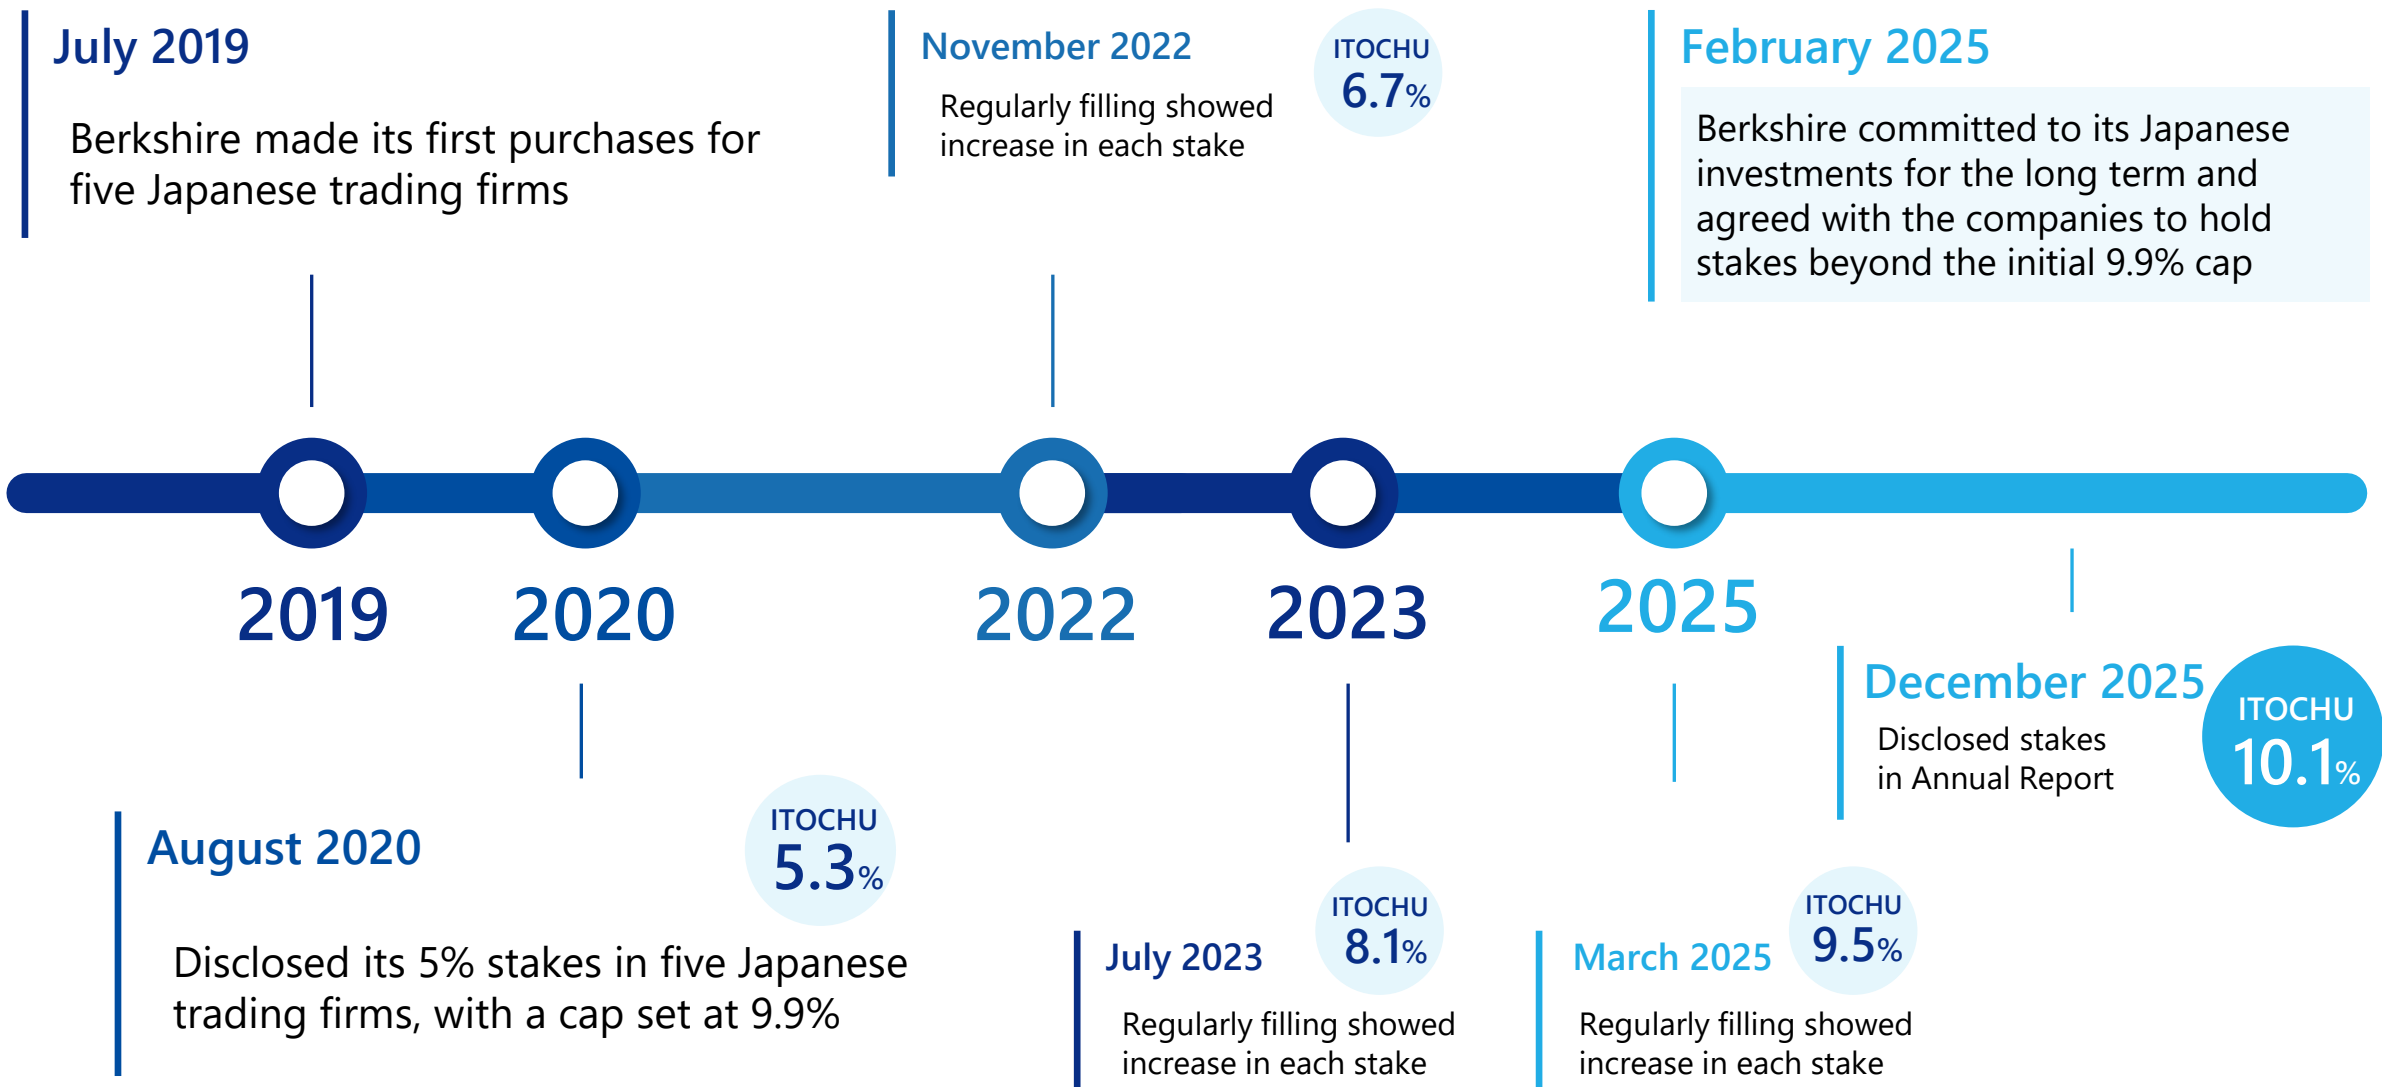 July 2019
Berkshire made its first purchases for
five Japanese trading firms
November 2022
Regularly filling showed
increase in each stake
ITOCHU
6.7%
February 2025
Berkshire committed to its Japanese
investments for the long term and
agreed with the companies to hold
stakes beyond the initial 9.9% cap
2019
2020
2022
2023
2025
August 2020
ITOCHU
5.3%
Disclosed its 5% stakes in five Japanese
trading firms, with a cap set at 9.9%
July 2023
ITOCHU
8.1%
Regularly filling showed
increase in each stake
March 2025
ITOCHU
9.5%
Regularly filling showed
increase in each stake
December 2025
Disclosed stakes
in Annual Report
ITOCHU
10.1%